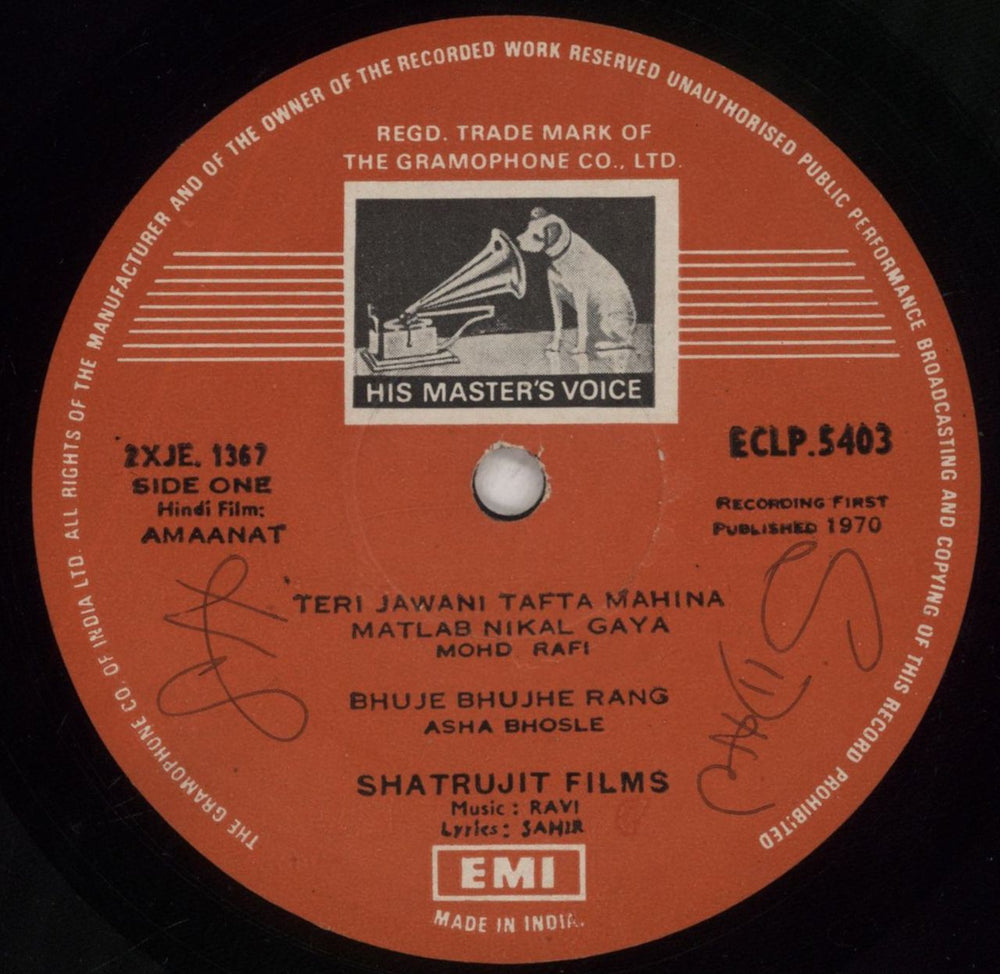 THE GRAMOPHONE CO. OF INDIA LTD. ALL RIGHTS OF THE MANUFACTURER AND OF THE OWNER OF THE RECORDED WORK RESERVED UNAUTHORISED PUBLIC PERFORMANCE BROADCASTING AND COPYING OF THIS RECORD PROHIBITED
REGD. TRADE MARK OF
THE GRAMOPHONE CO., LTD.
HIS MASTER'S VOICE
2XJE. 1367
SIDE ONE
Hindi Film:
AMAANAT
ECLP.5403
RECORDING FIRST
PUBLISHED 1970
TERI JAWANI TAFTA MAHINA
MATLAB NIKAL GAYA
MOHD RAFI
BHUJE BHUJHE RANG
ASHA BHOSLE
SHATRUJIT FILMS
Music : RAVI
Lyrics : SAHIR
EMI
MADE IN INDIA.